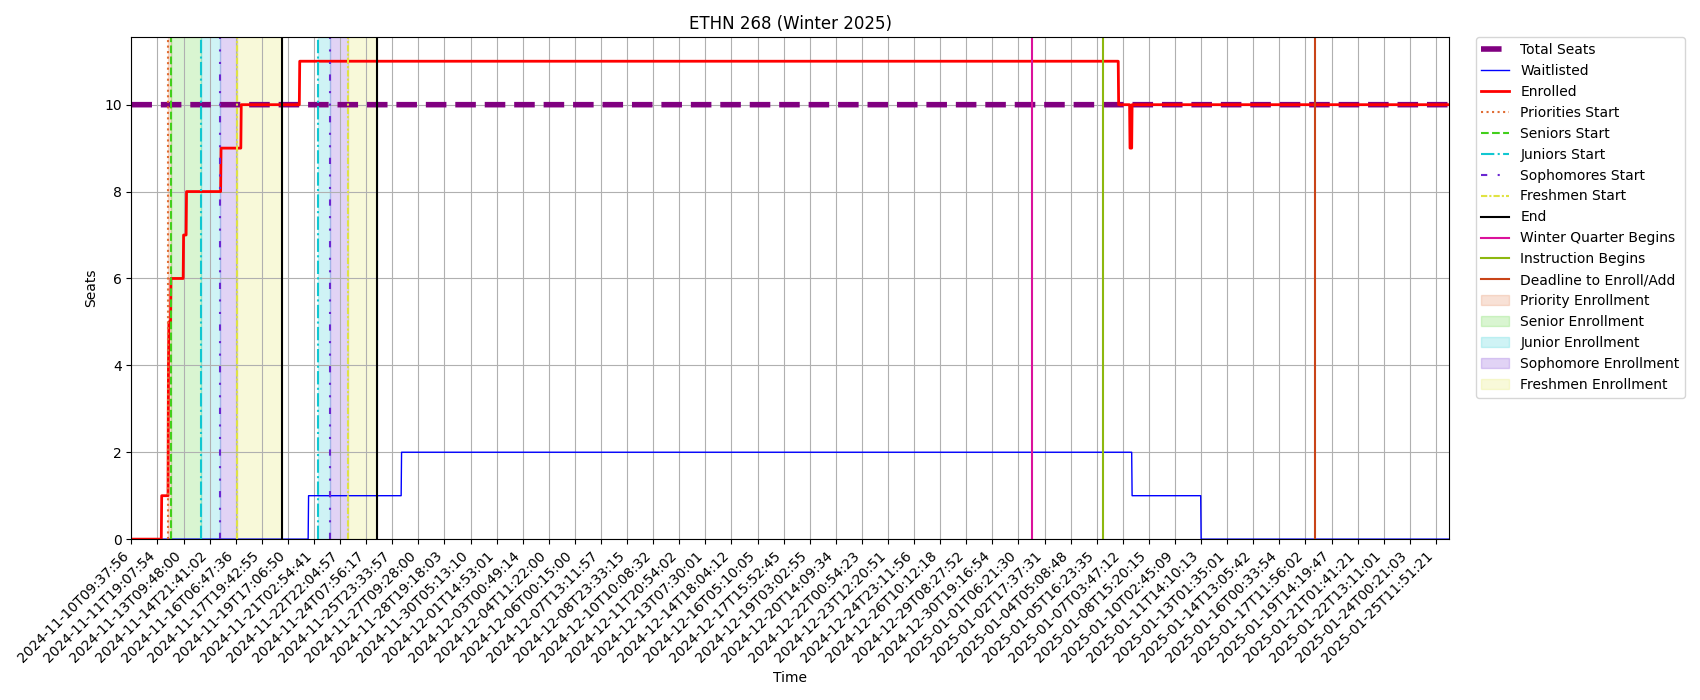 ETHN 268 (Winter 2025)
Seats
10
8
6
4
2
0
2024-11-10T09:37:56
2024-11-11T19:07:54
2024-11-13T09:48:00
2024-11-14T21:41:02
2024-11-16T06:47:36
2024-11-17T19:42:55
2024-11-19T17:06:50
2024-11-21T02:54:41
2024-11-22T22:04:57
2024-11-24T07:56:17
2024-11-25T23:33:57
2024-11-27T09:28:00
2024-11-28T19:18:03
2024-11-30T05:13:10
2024-12-01T14:53:01
2024-12-03T00:49:14
2024-12-04T11:22:00
2024-12-06T00:15:00
2024-12-07T13:11:57
2024-12-08T23:33:15
2024-12-10T10:08:32
2024-12-11T20:54:02
2024-12-13T07:30:01
2024-12-14T18:04:12
2024-12-16T05:10:05
2024-12-17T15:52:45
2024-12-19T03:02:55
2024-12-20T14:09:34
2024-12-22T00:54:23
2024-12-23T12:20:51
2024-12-24T23:11:56
2024-12-26T10:12:18
2024-12-29T08:27:52
2024-12-30T19:16:54
2025-01-01T06:21:30
2025-01-02T17:37:31
2025-01-04T05:08:48
2025-01-05T16:23:35
2025-01-07T03:47:12
2025-01-08T15:20:15
2025-01-10T02:45:09
2025-01-11T14:10:13
2025-01-13T01:35:01
2025-01-14T13:05:42
2025-01-16T00:33:54
2025-01-17T11:56:02
2025-01-19T14:19:47
2025-01-21T01:41:21
2025-01-22T13:11:01
2025-01-24T00:21:03
2025-01-25T11:51:21
Time
Total Seats
Waitlisted
Enrolled
Priorities Start
Seniors Start
Juniors Start
Sophomores Start
Freshmen Start
End
Winter Quarter Begins
Instruction Begins
Deadline to Enroll/Add
Priority Enrollment
Senior Enrollment
Junior Enrollment
Sophomore Enrollment
Freshmen Enrollment